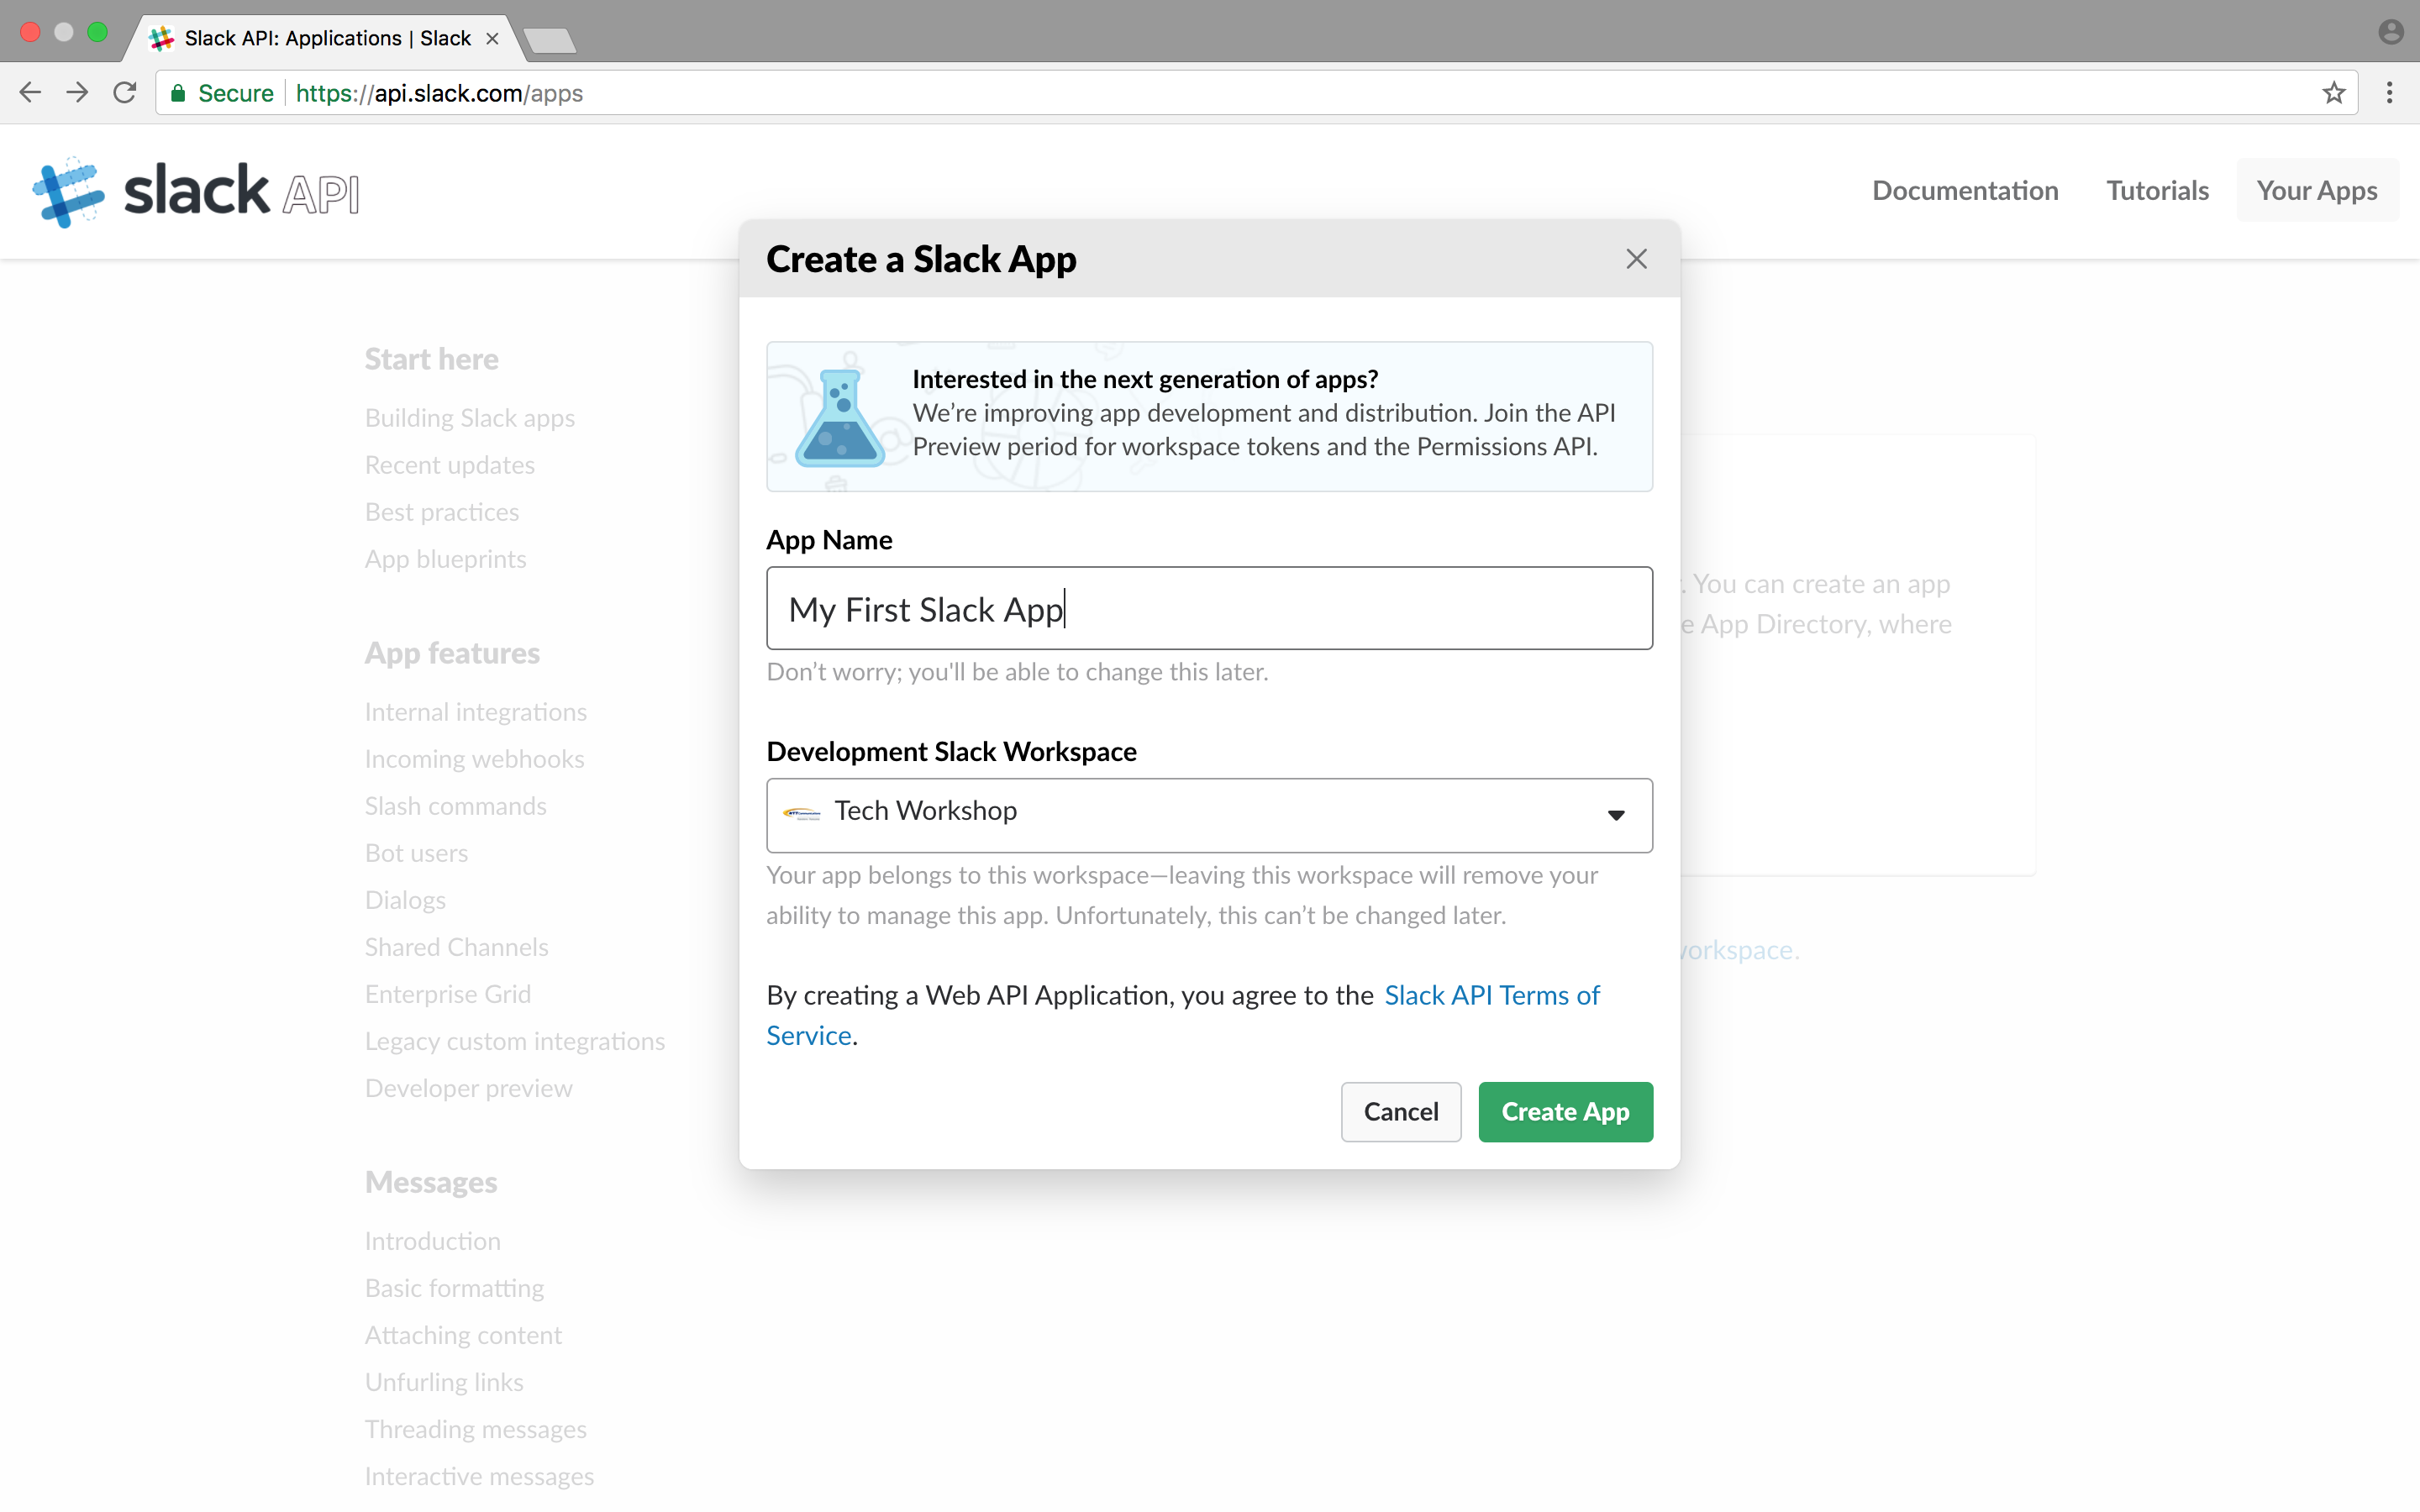 Slack API: Applications | Slack
Secure https://api.slack.com/apps
slack API
Documentation Tutorials Your Apps
Start here
Building Slack apps
Recent updates
Best practices
App blueprints
App features
Internal integrations
Incoming webhooks
Slash commands
Bot users
Dialogs
Shared Channels
Enterprise Grid
Legacy custom integrations
Developer preview
Messages
Introduction
Basic formatting
Attaching content
Unfurling links
Threading messages
Interactive messages
Create a Slack App
Interested in the next generation of apps?
We’re improving app development and distribution. Join the API
Preview period for workspace tokens and the Permissions API.
App Name
My First Slack App
Don’t worry; you'll be able to change this later.
Development Slack Workspace
Tech Workshop
Your app belongs to this workspace—leaving this workspace will remove your
ability to manage this app. Unfortunately, this can’t be changed later.
By creating a Web API Application, you agree to the Slack API Terms of
Service.
Cancel Create App
. You can create an app
e App Directory, where
orkspace.